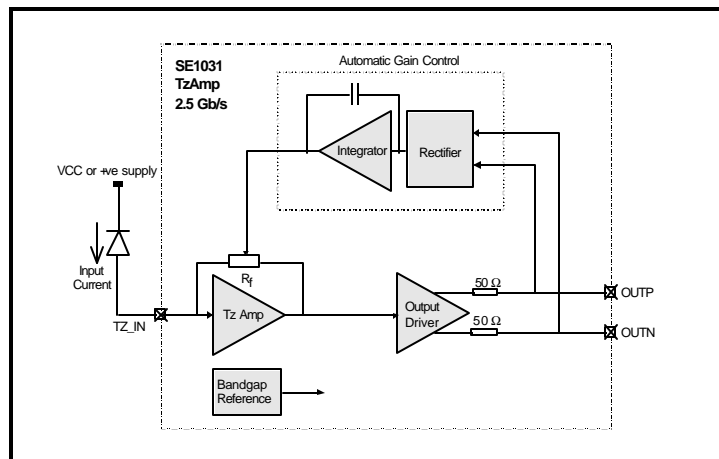 SE1031
TzAmp
2.5 Gb/s
Automatic Gain Control
Integrator
Rectifier
VCC or +ve supply
Input
Current
TZ_IN
Rf
Tz Amp
Output
Driver
50 Ω
50 Ω
OUTP
OUTN
Bandgap
Reference